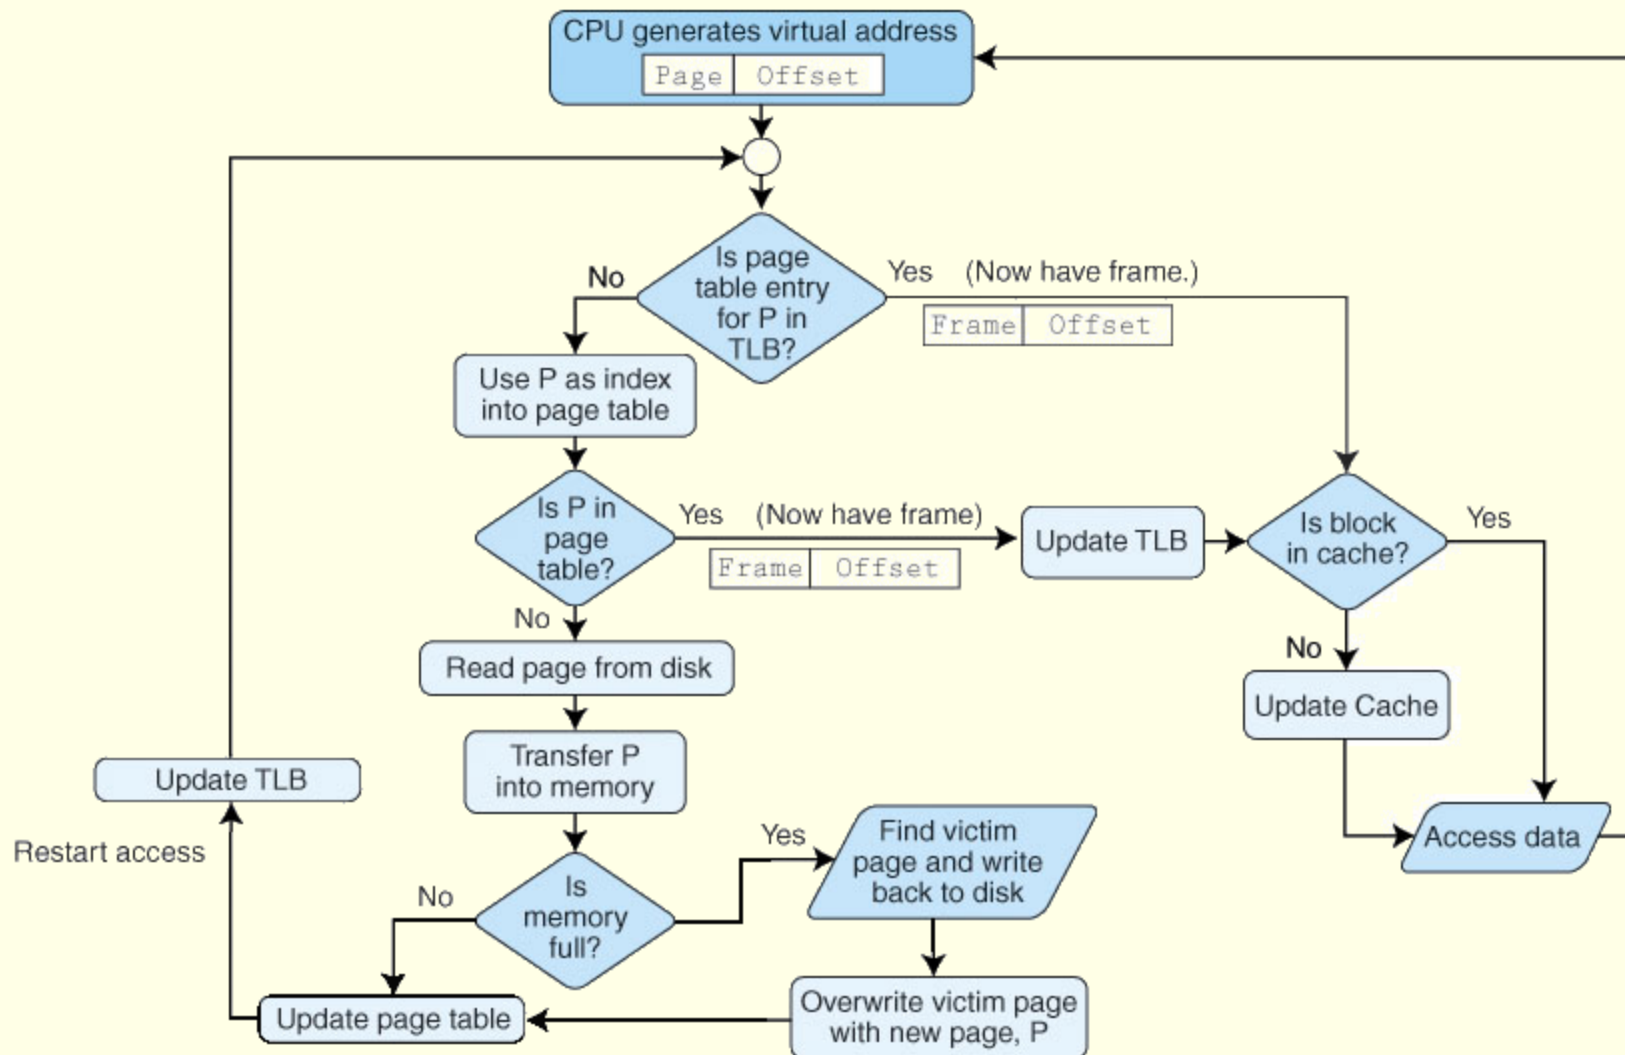 CPU generates virtual address
Page Offset
Is page
table entry
for P in
TLB?
No
Yes (Now have frame.)
Frame Offset
Use P as index
into page table
Is P in
page
table?
Yes (Now have frame)
Frame Offset
Update TLB
Is block
in cache?
Yes
No
Update Cache
Access data
No
Read page from disk
Transfer P
into memory
Is
memory
full?
Yes
Find victim
page and write
back to disk
Overwrite victim page
with new page, P
No
Update page table
Restart access
Update TLB